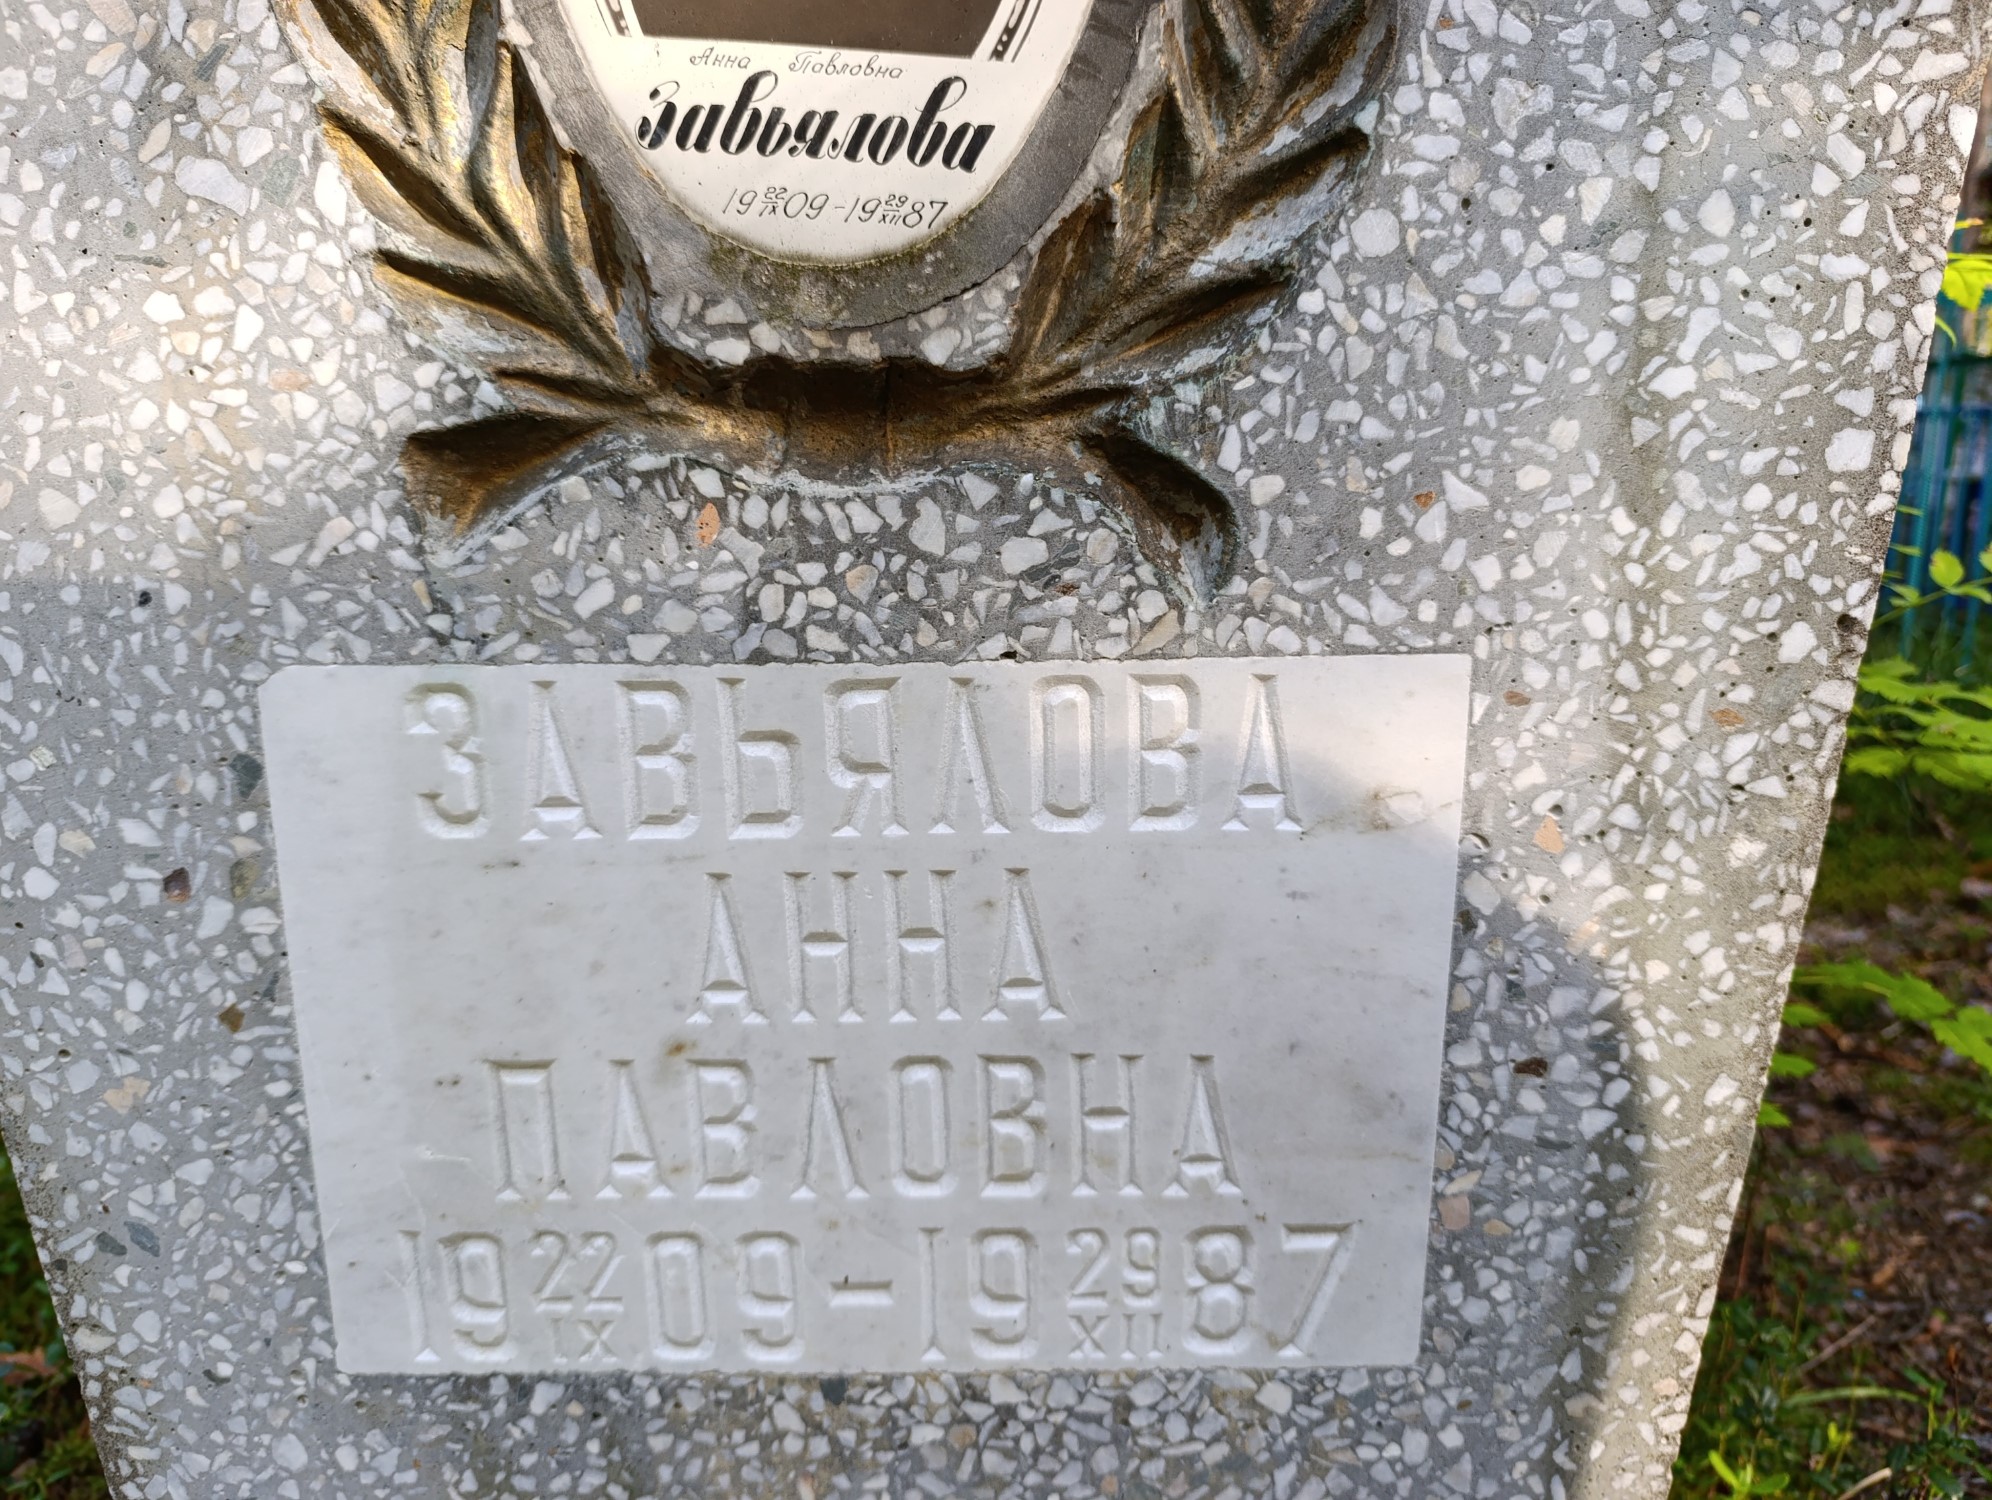 Анна Павловна
Завьялова
19 22/IX 09 - 19 29/XII 87
ЗАВЬЯЛОВА
АННА
ПАВЛОВНА
19 22/IX 09 - 19 29/XII 87